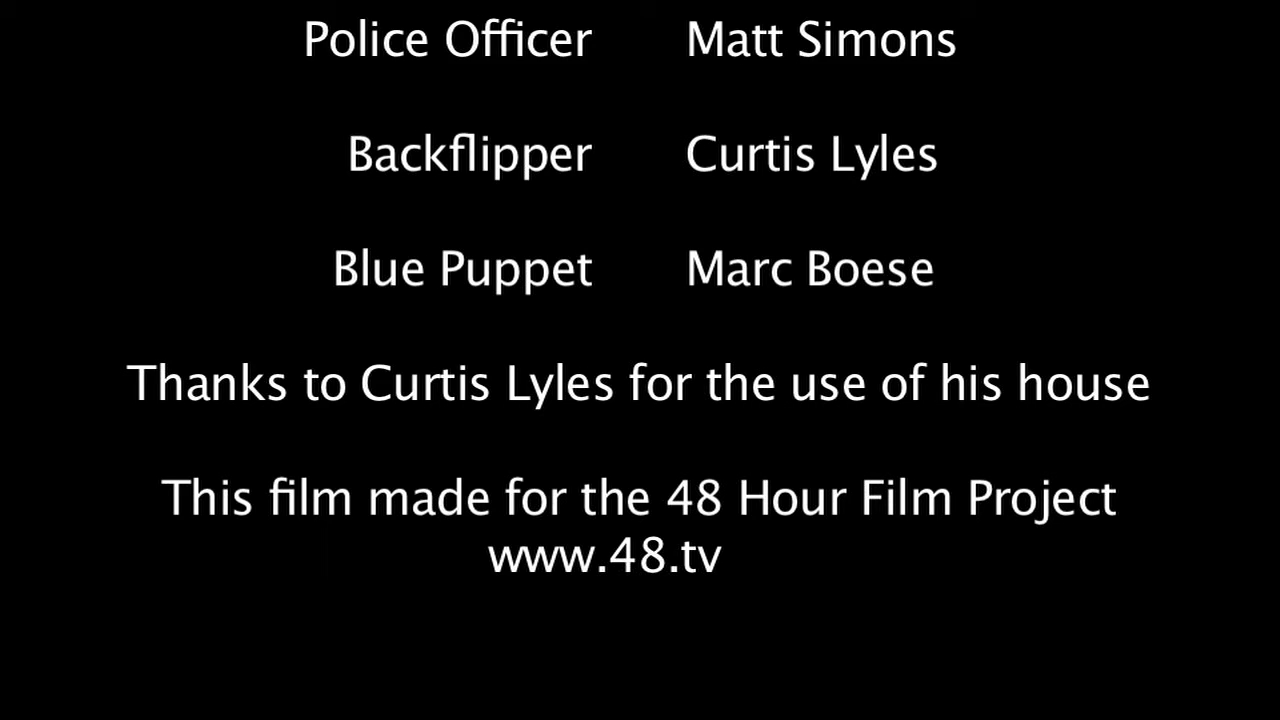 Police Officer Matt Simons
Backflipper Curtis Lyles
Blue Puppet Marc Boese
Thanks to Curtis Lyles for the use of his house
This film made for the 48 Hour Film Project
www.48.tv